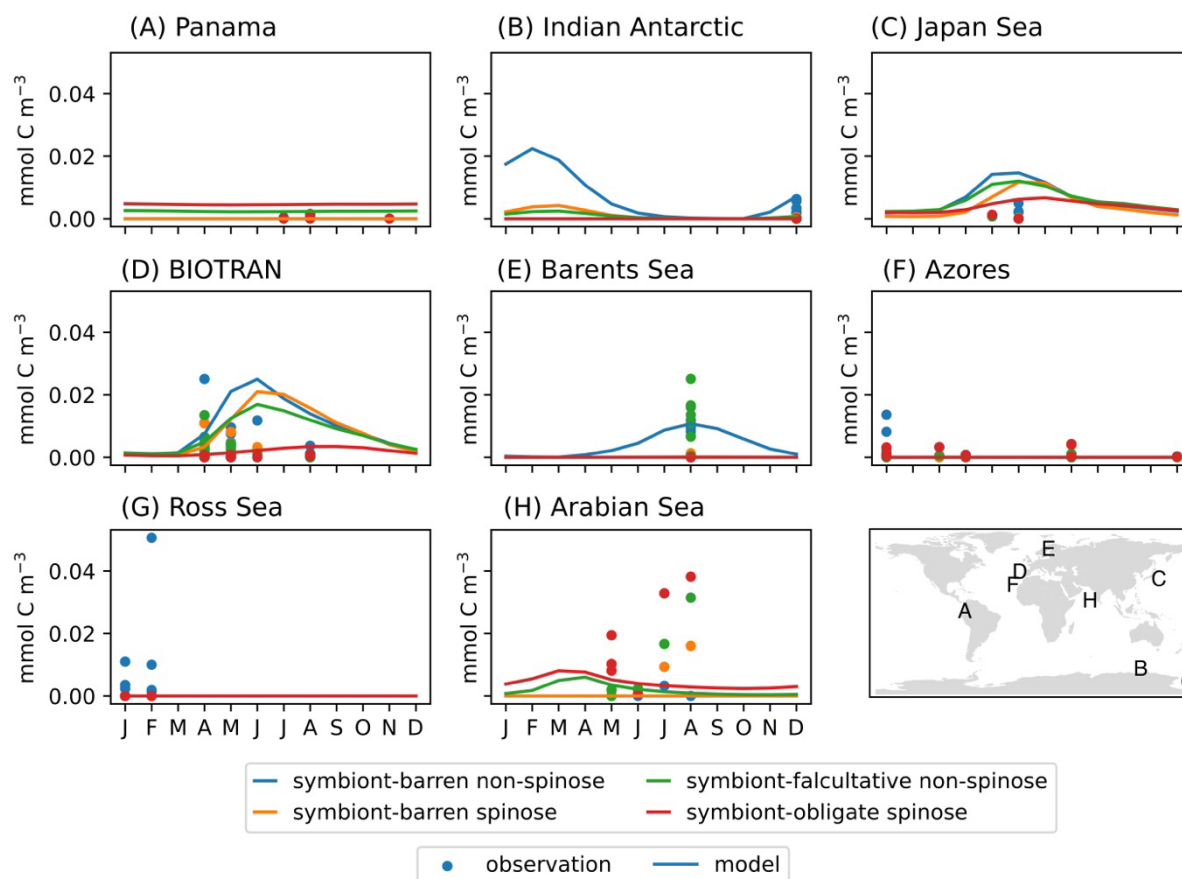 (A) Panama
(B) Indian Antarctic
(C) Japan Sea
mmol C m⁻³
0.04
0.02
0.00
mmol C m⁻³
mmol C m⁻³
(D) BIOTRAN
(E) Barents Sea
(F) Azores
mmol C m⁻³
0.04
0.02
0.00
mmol C m⁻³
mmol C m⁻³
(G) Ross Sea
(H) Arabian Sea
mmol C m⁻³
0.04
0.02
0.00
mmol C m⁻³
J F M A M J J A S O N D
J F M A M J J A S O N D
E
D
F
C
H
A
B
symbiont-barren non-spinose
symbiont-falcultative non-spinose
symbiont-barren spinose
symbiont-obligate spinose
observation
model